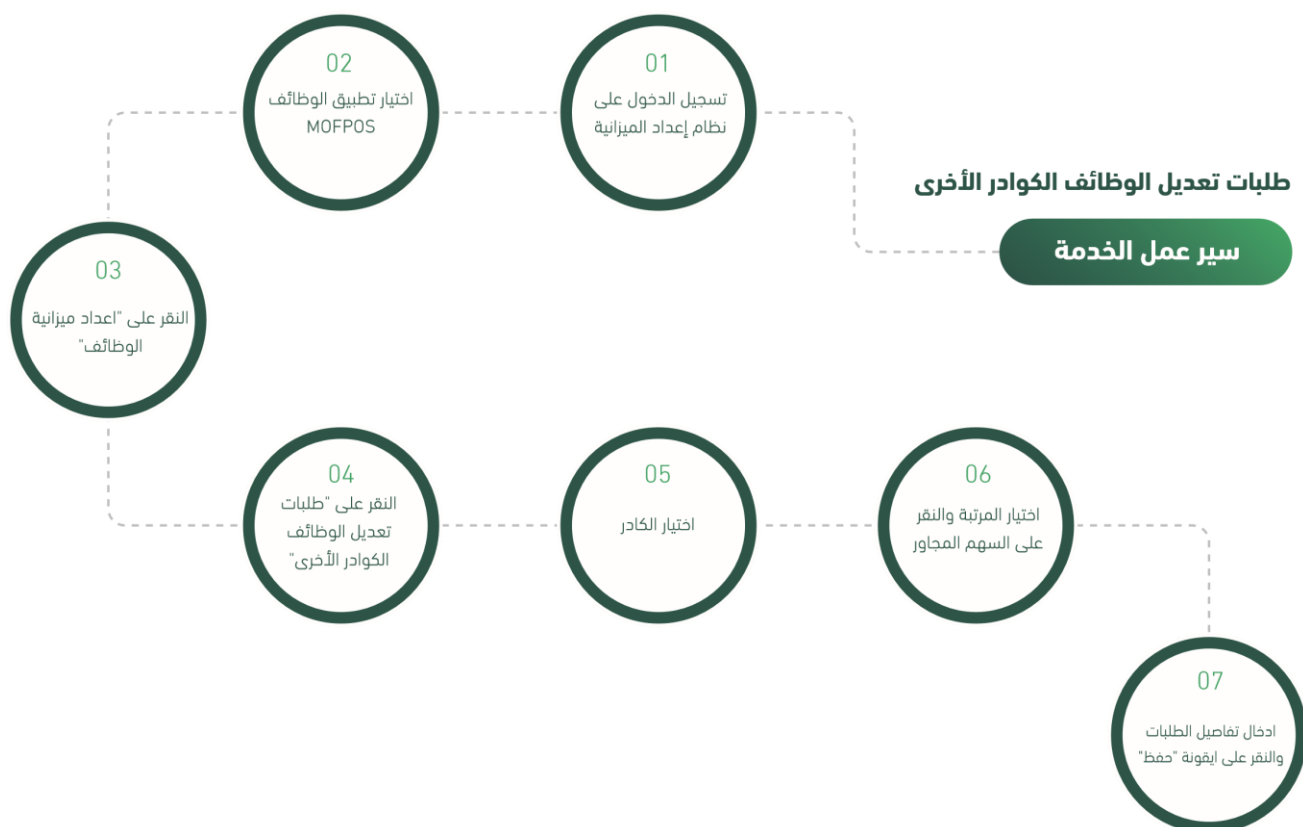 طلبات تعديل الوظائف الكوادر الأخرى
سير عمل الخدمة
01
تسجيل الدخول على
نظام إعداد الميزانية
02
اختيار تطبيق الوظائف
MOFPOS
03
النقر على "اعداد ميزانية
الوظائف"
04
النقر على "طلبات
تعديل الوظائف
الكوادر الأخرى"
05
اختيار الكادر
06
اختيار المرتبة والنقر
على السهم المجاور
07
ادخال تفاصيل الطلبات
والنقر على ايقونة "حفظ"